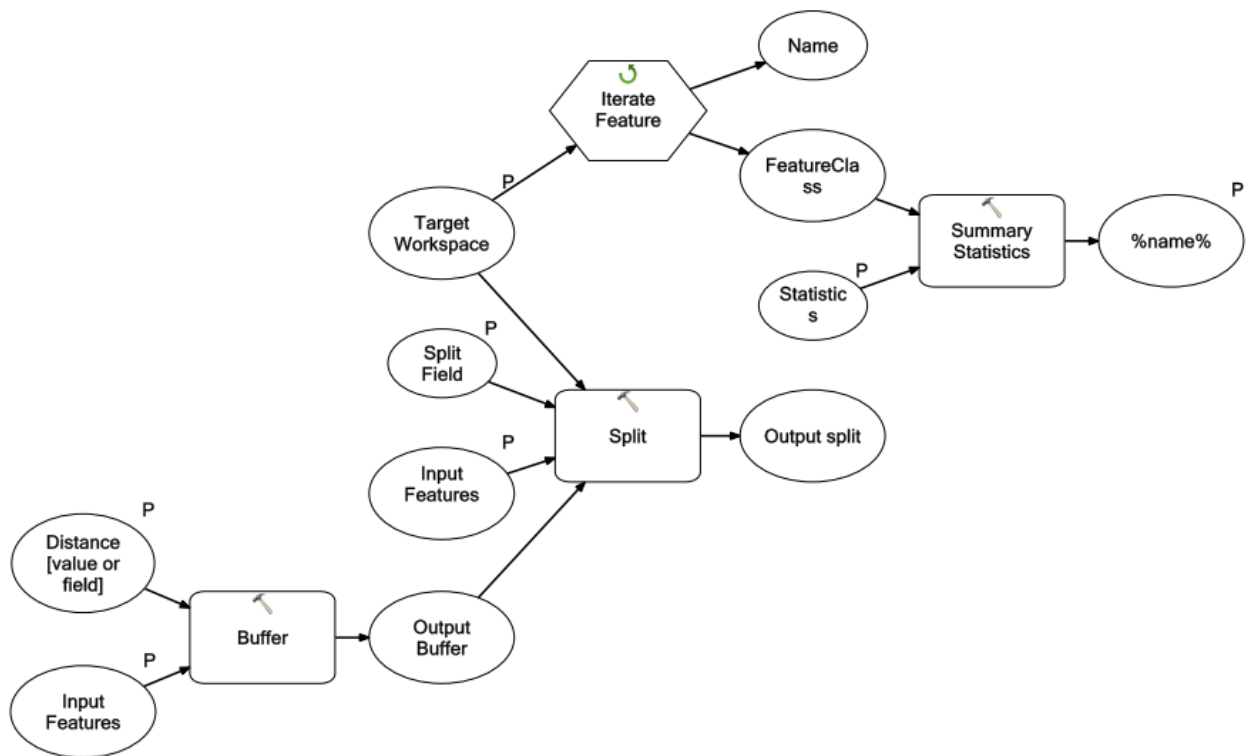 Name
Iterate
Feature
P
FeatureCla
ss
P
Target
Workspace
Summary
Statistics
%name%
P
Statistic
s
P
Split
Field
Split
Output split
P
Input
Features
P
Distance
[value or
field]
Buffer
Output
Buffer
P
Input
Features